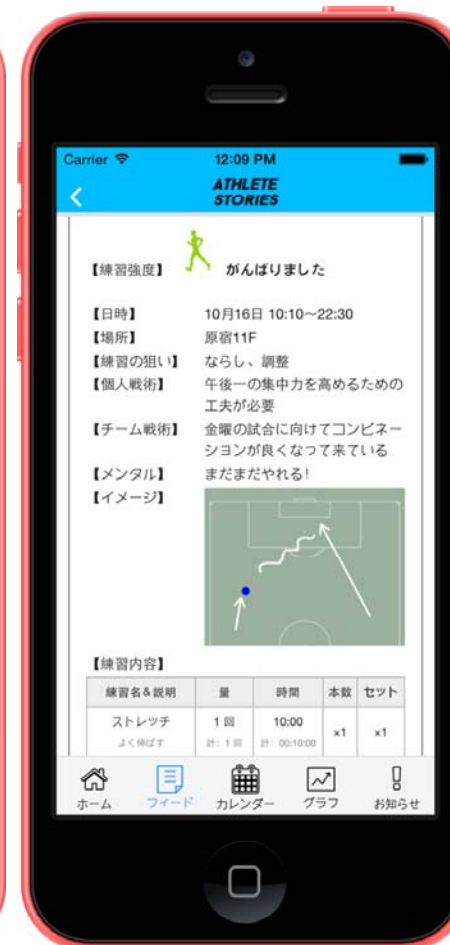 Carrier 12:09 PM
ATHLETE
STORIES
【練習強度】 がんばりました
【日時】 10月16日 10:10～22:30
【場所】 原宿11F
【練習の狙い】 ならし、調整
【個人戦術】 午後一の集中力を高めるための
工夫が必要
【チーム戦術】 金曜の試合に向けてコンビネー
ションが良くなって来ている
【メンタル】 まだまだやれる!
【イメージ】
【練習内容】
練習名&説明 量 時間 本数 セット
ストレッチ 1 回 10:00 x1 x1
よく伸ばす 計: 1 回 計: 00:10:00
ホーム フィード カレンダー グラフ お知らせ